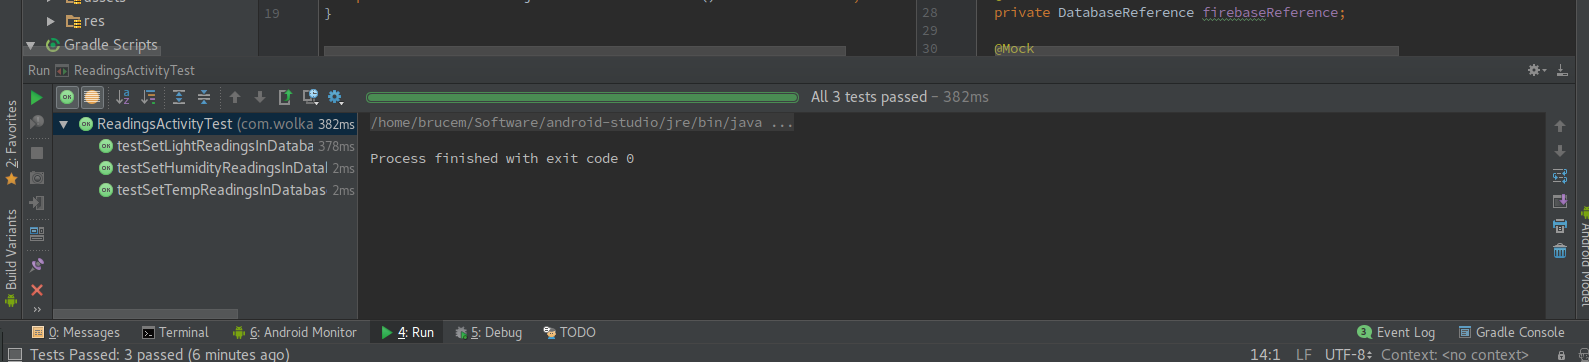 19 }
28 private DatabaseReference firebaseReference;
29
30 @Mock
res
Gradle Scripts
Run ReadingsActivityTest
All 3 tests passed – 382ms
ReadingsActivityTest (com.wolka 382ms
testSetLightReadingsInDataba 378ms
testSetHumidityReadingsInData 2ms
testSetTempReadingsInDatabas 2ms
/home/brucem/Software/android-studio/jre/bin/java ...
Process finished with exit code 0
2: Favorites
Build Variants
Android Model
0: Messages Terminal 6: Android Monitor 4: Run 5: Debug TODO 3 Event Log Gradle Console
Tests Passed: 3 passed (6 minutes ago) 14:1 LF UTF-8 Context: <no context>